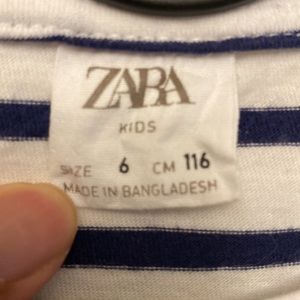 ZARA
KIDS
SIZE 6 CM 116
MADE IN BANGLADESH